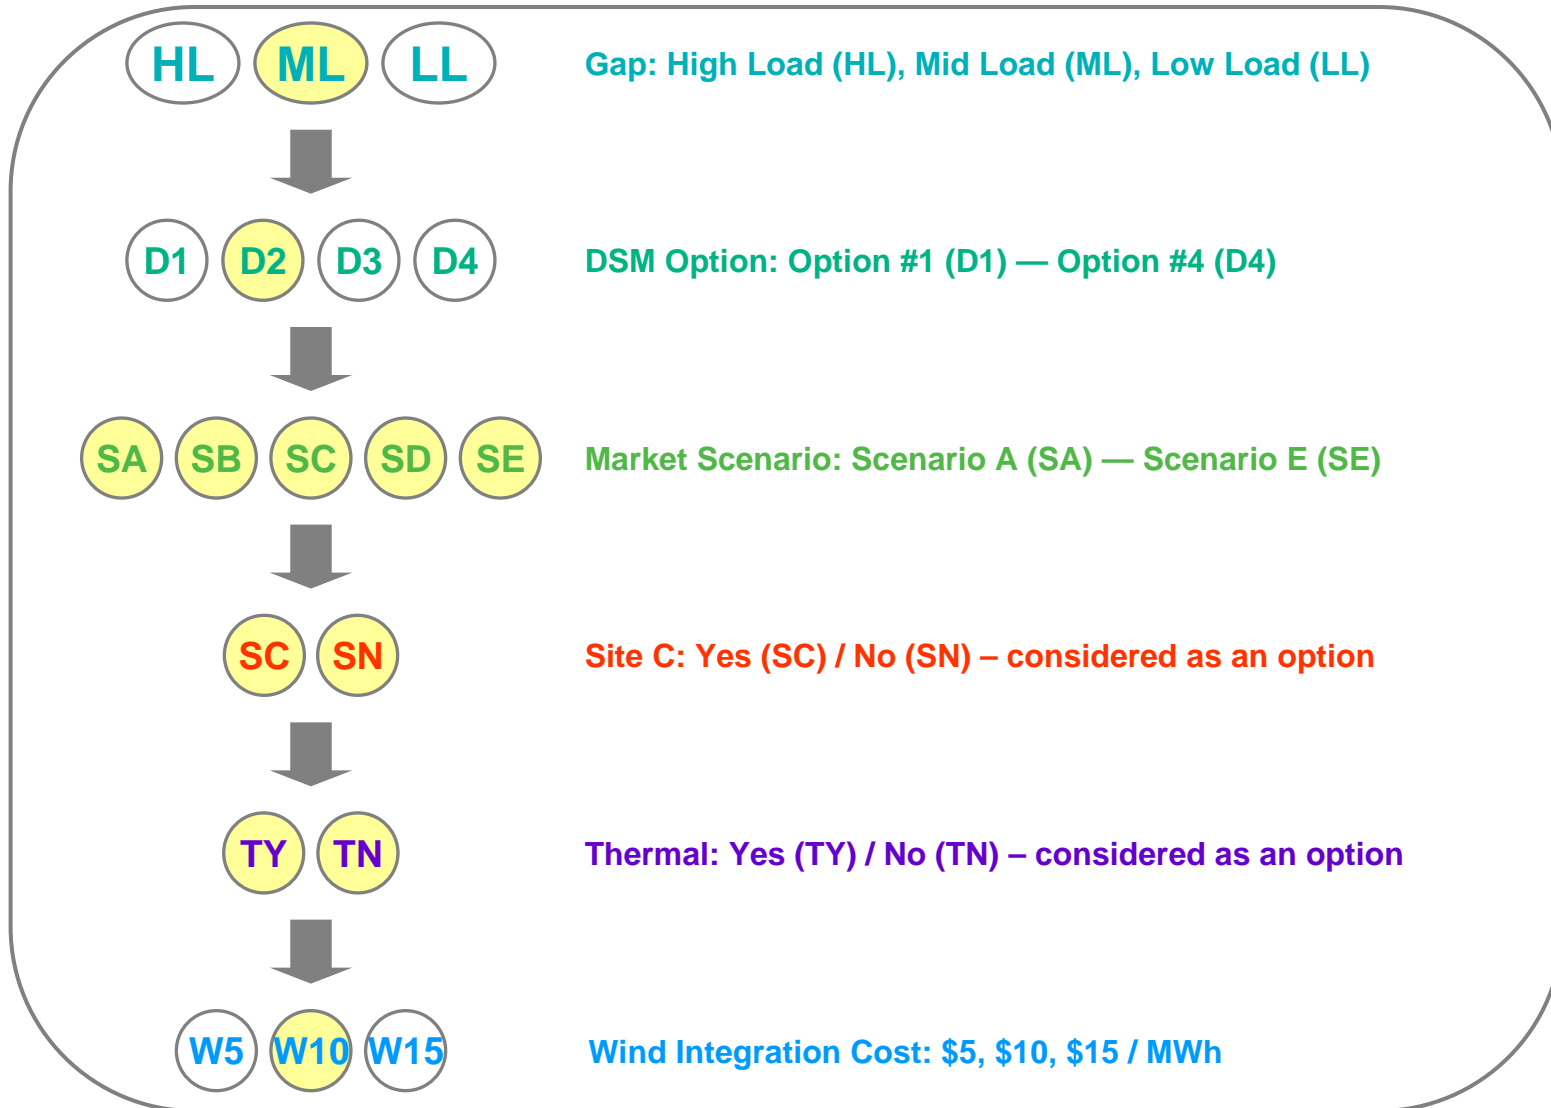 HL ML LL Gap: High Load (HL), Mid Load (ML), Low Load (LL)
D1 D2 D3 D4 DSM Option: Option #1 (D1) — Option #4 (D4)
SA SB SC SD SE Market Scenario: Scenario A (SA) — Scenario E (SE)
SC SN Site C: Yes (SC) / No (SN) – considered as an option
TY TN Thermal: Yes (TY) / No (TN) – considered as an option
W5 W10 W15 Wind Integration Cost: $5, $10, $15 / MWh